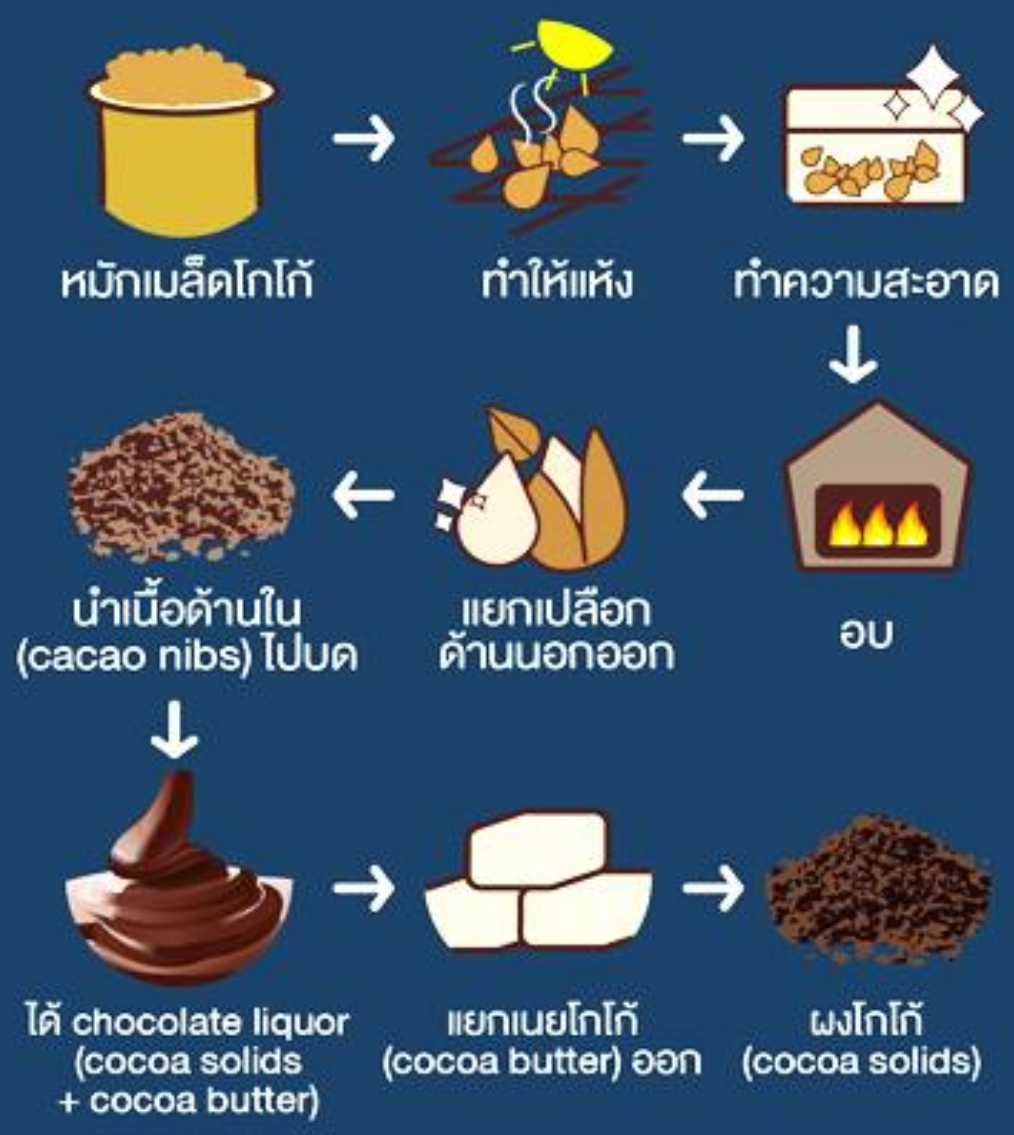 หมักเมล็ดโกโก้
ทำให้แห้ง
ทำความสะอาด
อบ
แยกเปลือก
ด้านนอกออก
นำเนื้อด้านใน
(cacao nibs) ไปบด
ได้ chocolate liquor
(cocoa solids
+ cocoa butter)
แยกเนยโกโก้
(cocoa butter) ออก
ผงโกโก้
(cocoa solids)